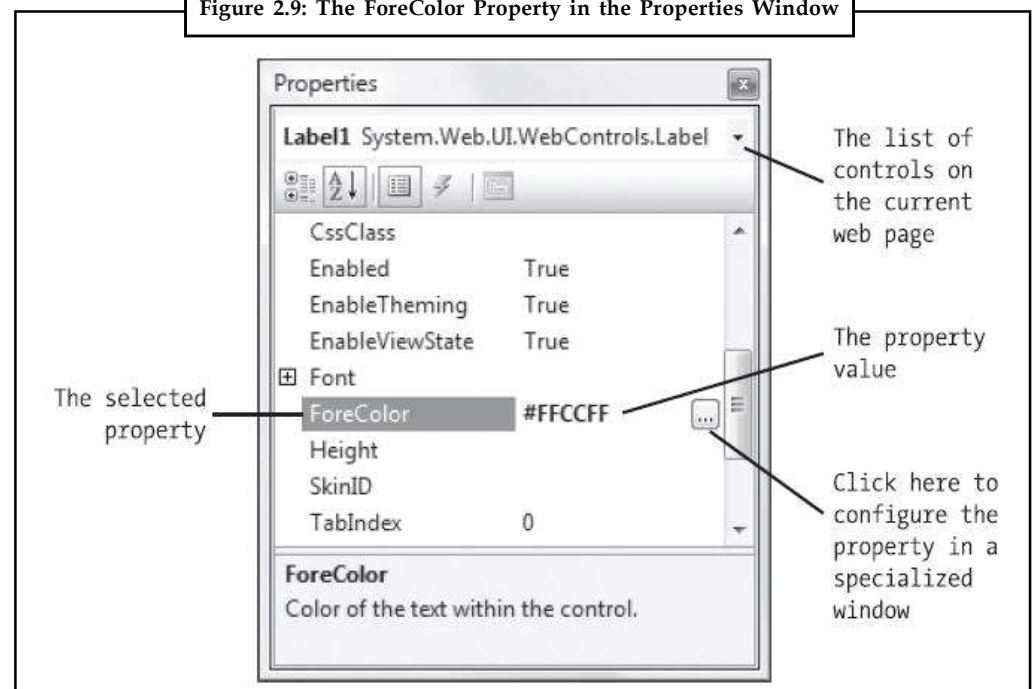 Figure 2.9: The ForeColor Property in the Properties Window
Properties
Label1 System.Web.UI.WebControls.Label
The list of
controls on
the current
web page
CssClass
Enabled True
EnableTheming True
EnableViewState True
Font
The property
value
The selected
property
ForeColor #FFCCFF
...
Height
SkinID
TabIndex 0
Click here to
configure the
property in a
specialized
window
ForeColor
Color of the text within the control.